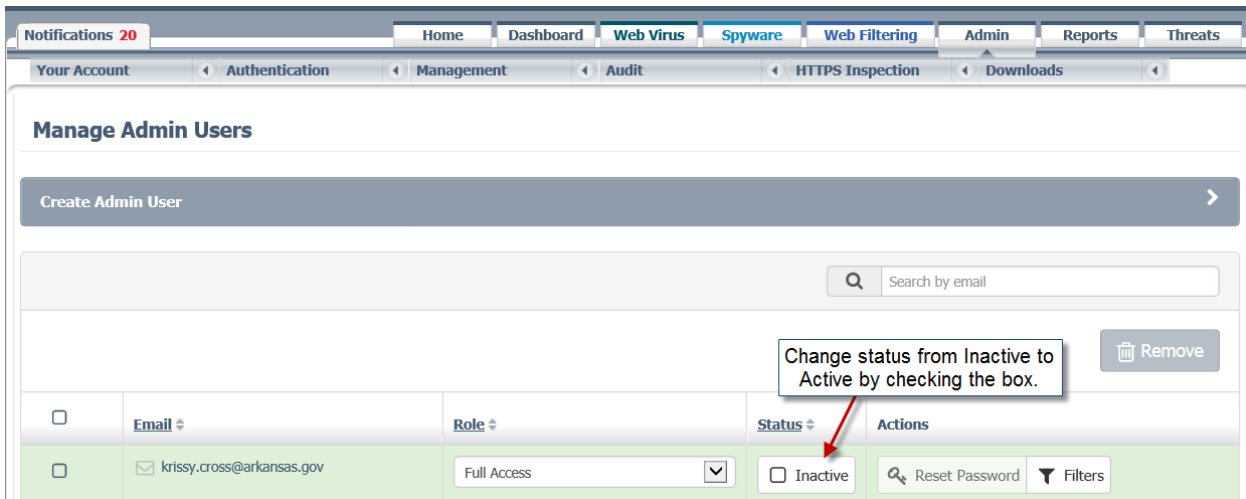 Notifications 20 Home Dashboard Web Virus Spyware Web Filtering Admin Reports Threats
Your Account Authentication Management Audit HTTPS Inspection Downloads
Manage Admin Users
Create Admin User
Search by email
Remove
Change status from Inactive to
Active by checking the box.
Email Role Status Actions
krissy.cross@arkansas.gov Full Access Inactive Reset Password Filters